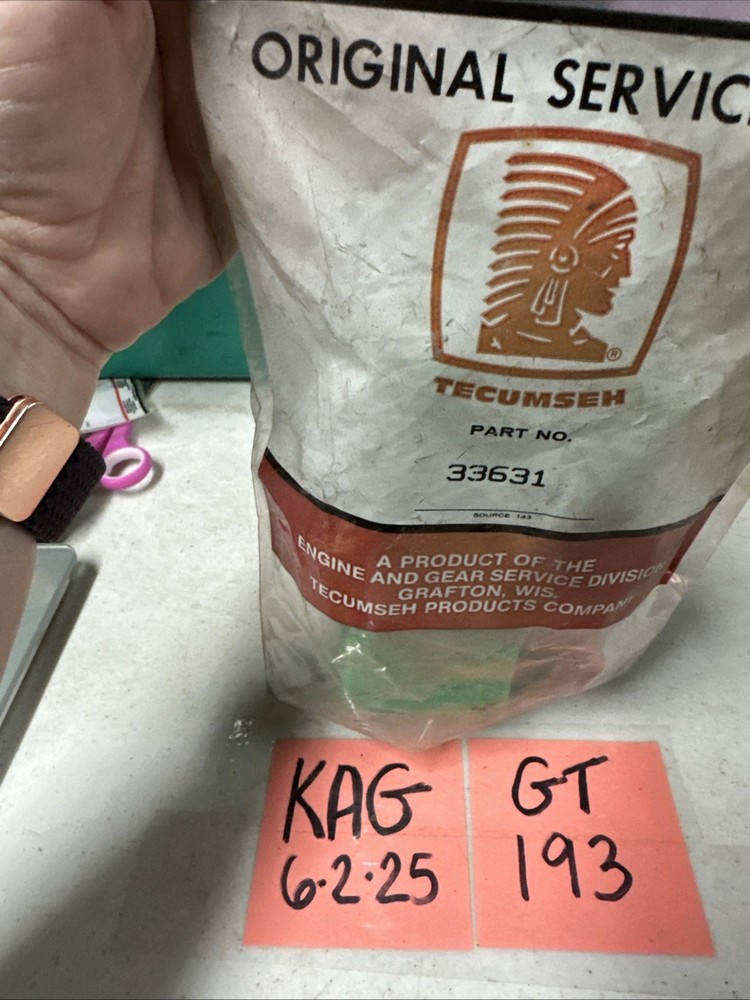 ORIGINAL SERVIC
®
TECUMSEH
PART NO.
33631
SOURCE 143
A PRODUCT OF THE
ENGINE AND GEAR SERVICE DIVISION
GRAFTON, WIS.
TECUMSEH PRODUCTS COMPANY
KAG
6·2·25
GT
193